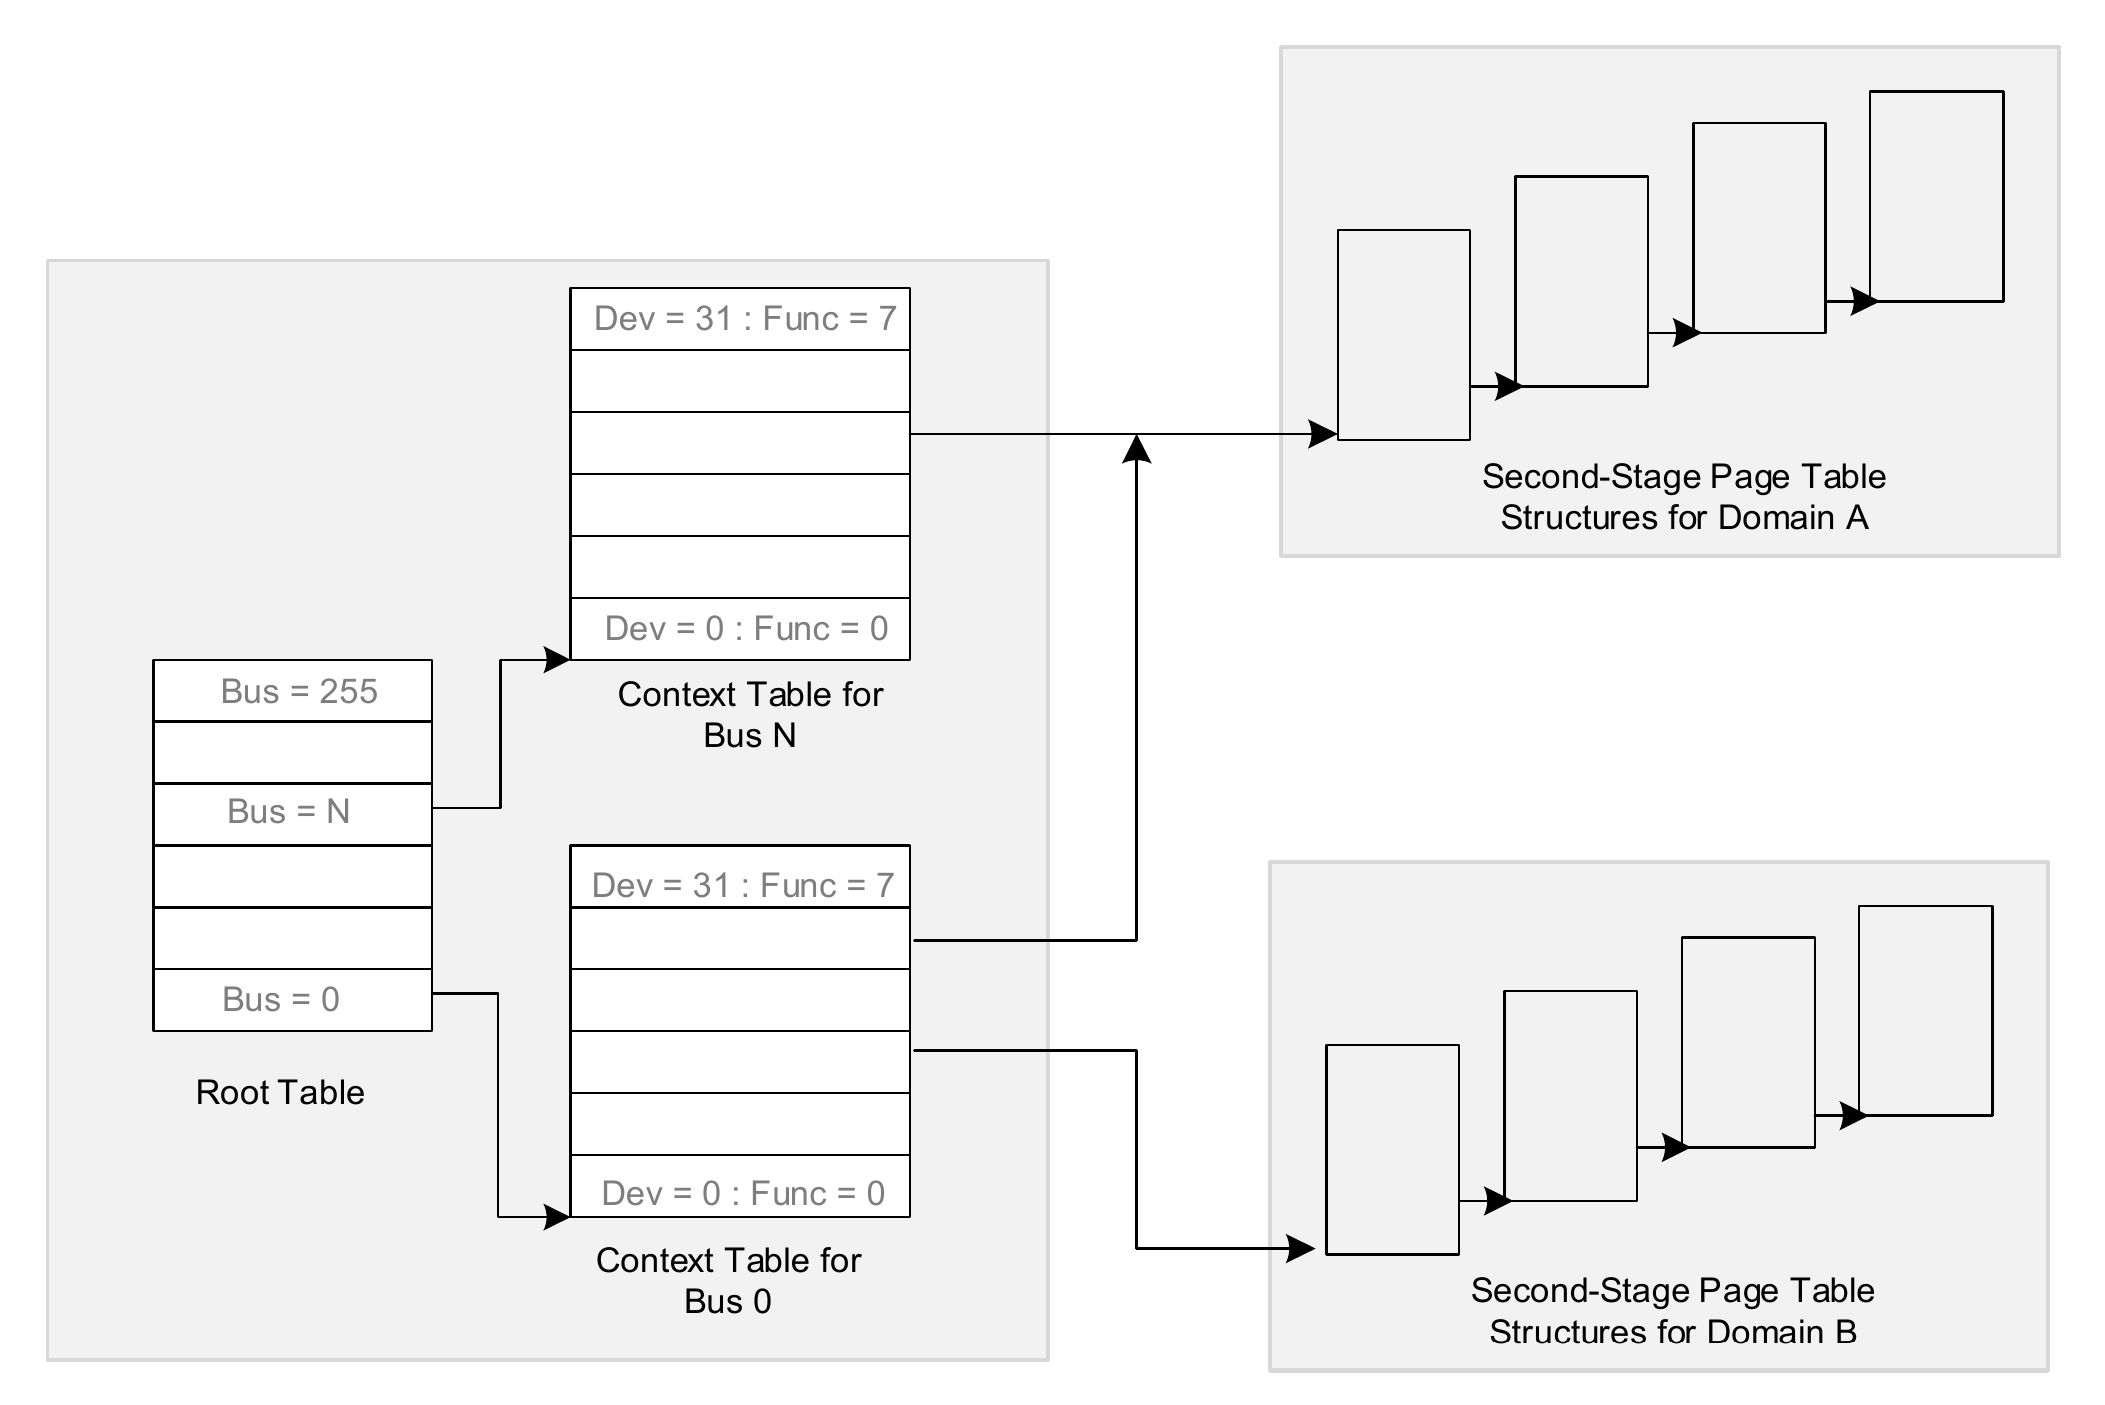 Dev = 31 : Func = 7
Dev = 0 : Func = 0
Context Table for
Bus N
Bus = 255
Bus = N
Bus = 0
Root Table
Dev = 31 : Func = 7
Dev = 0 : Func = 0
Context Table for
Bus 0
Second-Stage Page Table
Structures for Domain A
Second-Stage Page Table
Structures for Domain B